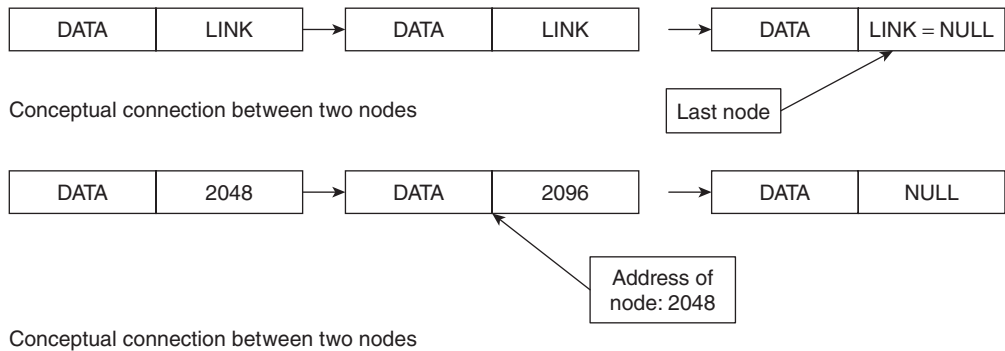 DATA LINK DATA LINK DATA LINK = NULL
Conceptual connection between two nodes
Last node
DATA 2048 DATA 2096 DATA NULL
Address of
node: 2048
Conceptual connection between two nodes